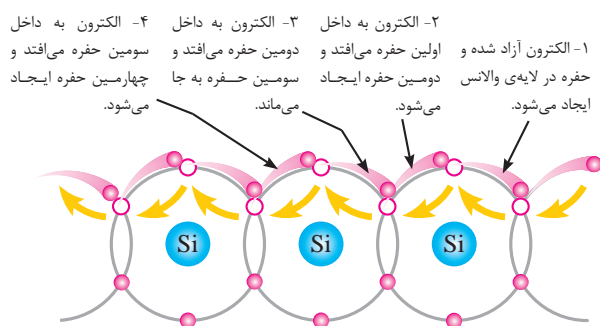 ۱- الکترون آزاد شده و
حفره در لایه‌ی والانس
ایجاد می‌شود.
۲- الکترون به داخل
اولین حفره می‌افتد و
دومین حفره ایجاد
می‌شود.
۳- الکترون به داخل
دومین حفره می‌افتد و
سومین حفره به جا
می‌ماند.
۴- الکترون به داخل
سومین حفره می‌افتد و
چهارمین حفره ایجاد
می‌شود.
Si
Si
Si